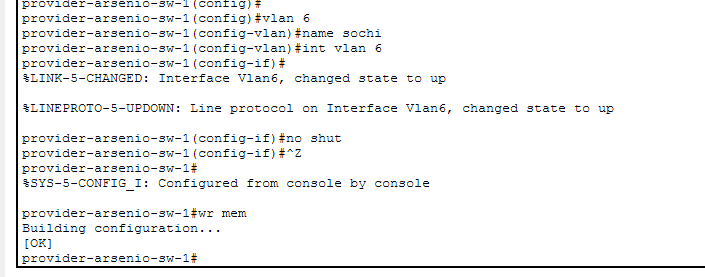 provider-arsenio-sw-1(config)#
provider-arsenio-sw-1(config)#vlan 6
provider-arsenio-sw-1(config-vlan)#name sochi
provider-arsenio-sw-1(config-vlan)#int vlan 6
provider-arsenio-sw-1(config-if)#
%LINK-5-CHANGED: Interface Vlan6, changed state to up
%LINEPROTO-5-UPDOWN: Line protocol on Interface Vlan6, changed state to up
provider-arsenio-sw-1(config-if)#no shut
provider-arsenio-sw-1(config-if)#^Z
provider-arsenio-sw-1#
%SYS-5-CONFIG_I: Configured from console by console
provider-arsenio-sw-1#wr mem
Building configuration...
[OK]
provider-arsenio-sw-1#